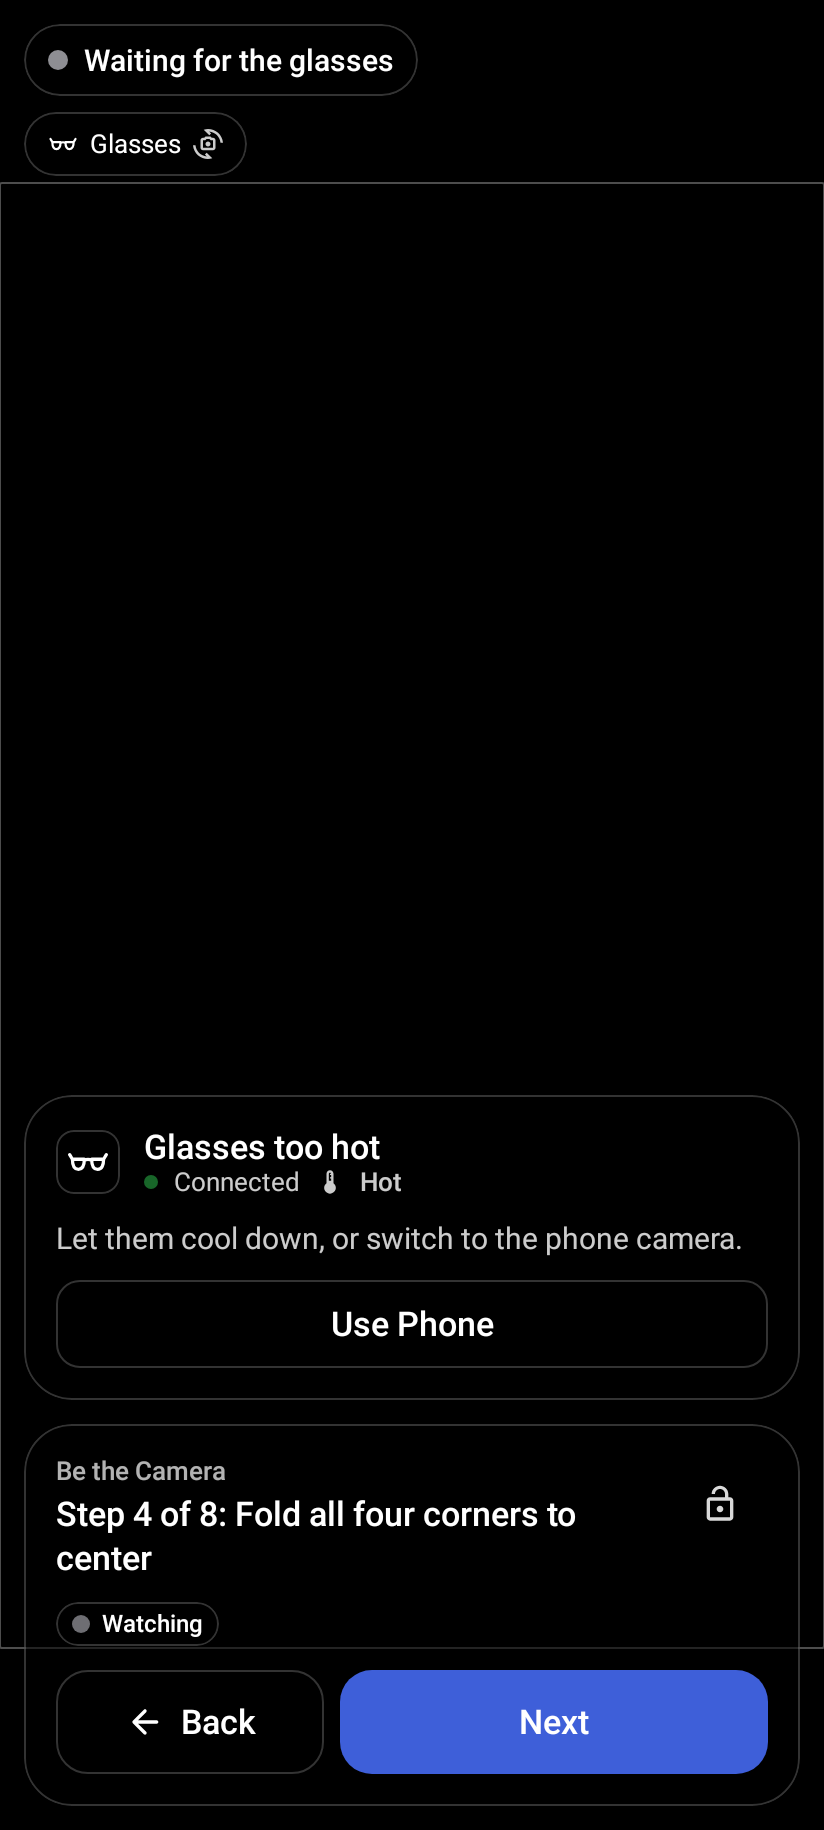 Waiting for the glasses
Glasses
Glasses too hot
Connected Hot
Let them cool down, or switch to the phone camera.
Use Phone
Be the Camera
Step 4 of 8: Fold all four corners to
center
Watching
Back
Next